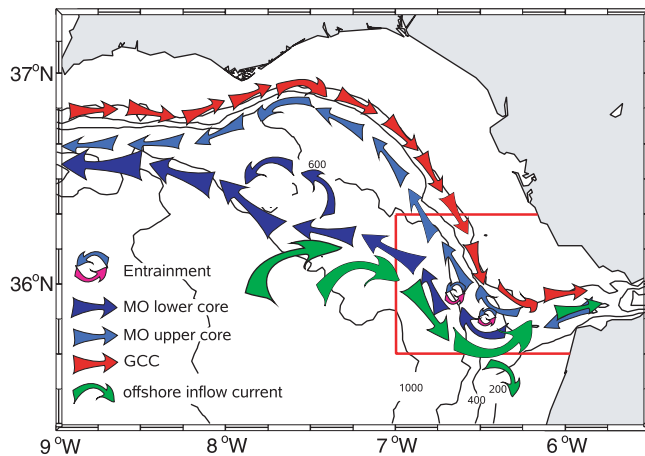 37°N
600
36°N
Entrainment
MO lower core
MO upper core
GCC
offshore inflow current
1000
200
400
9°W
8°W
7°W
6°W